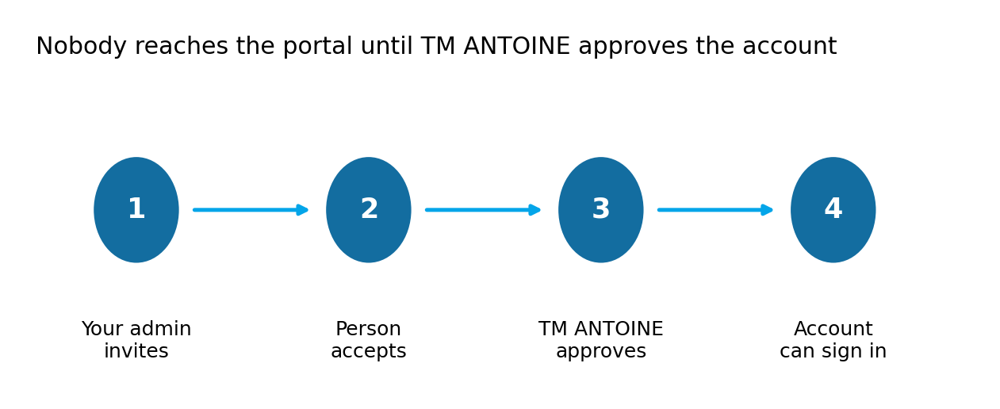 Nobody reaches the portal until TM ANTOINE approves the account
1
2
3
4
Your admin
invites
Person
accepts
TM ANTOINE
approves
Account
can sign in